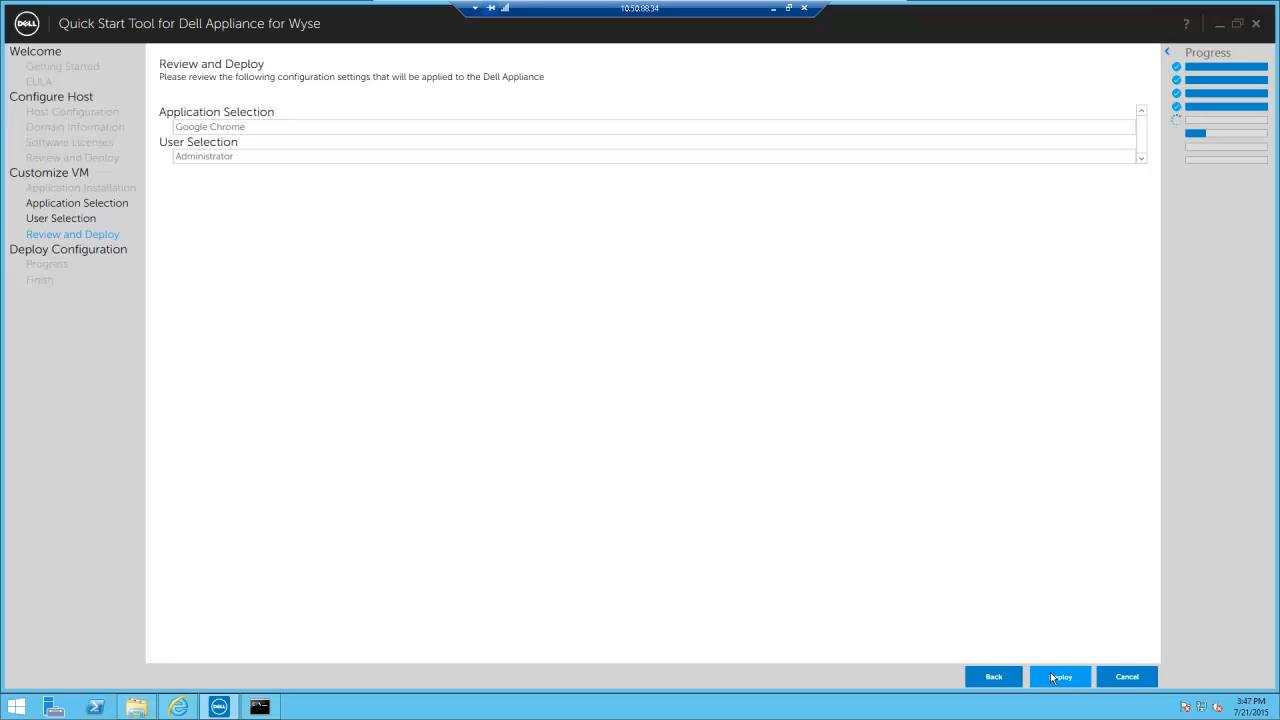 10.50.88.34
DELL
Quick Start Tool for Dell Appliance for Wyse
?
Welcome
Getting Started
EULA
Configure Host
Host Configuration
Domain Information
Software Licenses
Review and Deploy
Customize VM
Application Installation
Application Selection
User Selection
Review and Deploy
Deploy Configuration
Progress
Finish
Review and Deploy
Please review the following configuration settings that will be applied to the Dell Appliance
Application Selection
Google Chrome
User Selection
Administrator
Progress
Back
Deploy
Cancel
DELL
3:47 PM
7/21/2015